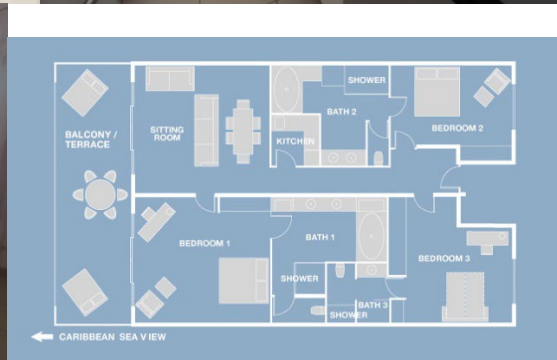 SHOWER
BATH 2
BEDROOM 2
BALCONY /
TERRACE
SITTING
ROOM
KITCHEN
BEDROOM 1
BATH 1
BEDROOM 3
SHOWER
BATH 3
SHOWER
CARIBBEAN SEA VIEW